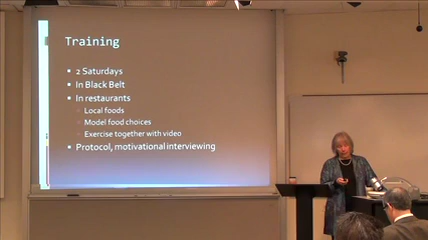 Training
2 Saturdays
In Black Belt
In restaurants
Local foods
Model food choices
Exercise together with video
Protocol, motivational interviewing